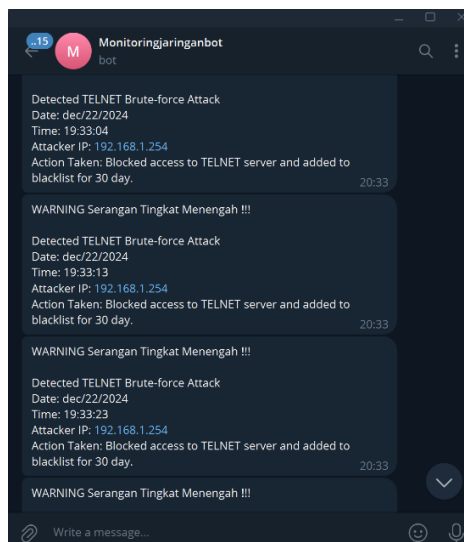 ..15
M
Monitoringjaringanbot
bot
Detected TELNET Brute-force Attack
Date: dec/22/2024
Time: 19:33:04
Attacker IP: 192.168.1.254
Action Taken: Blocked access to TELNET server and added to
blacklist for 30 day.
20:33
WARNING Serangan Tingkat Menengah !!!
Detected TELNET Brute-force Attack
Date: dec/22/2024
Time: 19:33:13
Attacker IP: 192.168.1.254
Action Taken: Blocked access to TELNET server and added to
blacklist for 30 day.
20:33
WARNING Serangan Tingkat Menengah !!!
Detected TELNET Brute-force Attack
Date: dec/22/2024
Time: 19:33:23
Attacker IP: 192.168.1.254
Action Taken: Blocked access to TELNET server and added to
blacklist for 30 day.
20:33
WARNING Serangan Tingkat Menengah !!!
Write a message...